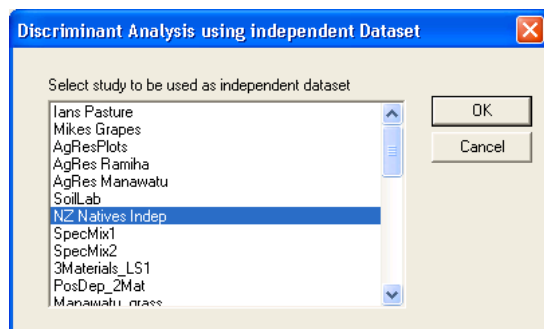 Discriminant Analysis using independent Dataset
Select study to be used as independent dataset
Ians Pasture
Mikes Grapes
AgResPlots
AgRes Ramiha
AgRes Manawatu
SoilLab
NZ Natives Indep
SpecMix1
SpecMix2
3Materials_LS1
PosDep_2Mat
Manawatu_grass
OK
Cancel